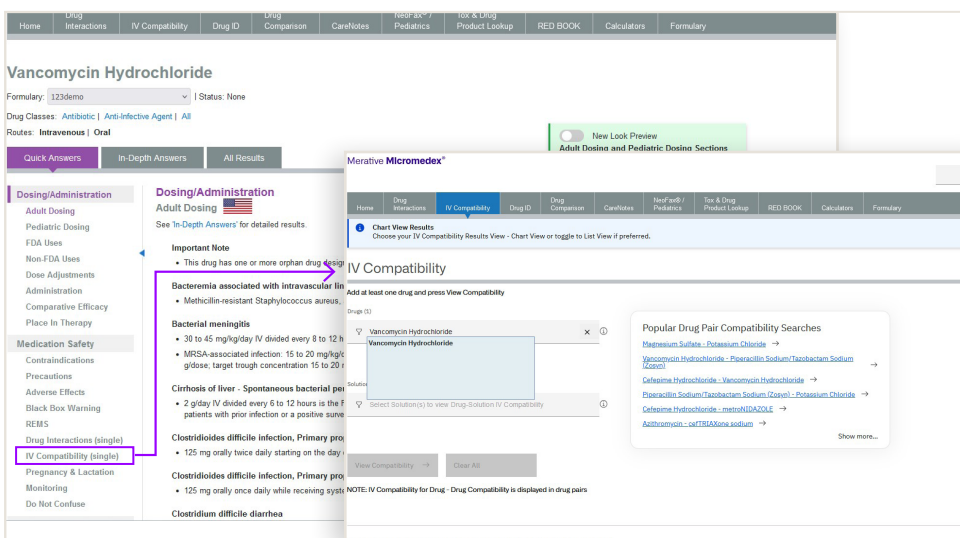 Home Drug Interactions IV Compatibility Drug ID Drug Comparison CareNotes NeoFax® / Pediatrics Tox & Drug Product Lookup RED BOOK Calculators Formulary
Vancomycin Hydrochloride
Formulary: 123demo | Status: None
Drug Classes: Antibiotic | Anti-Infective Agent | All
Routes: Intravenous | Oral
New Look Preview
Adult Dosing and Pediatric Dosing Sections
Quick Answers In-Depth Answers All Results
Dosing/Administration
Adult Dosing
Pediatric Dosing
FDA Uses
Non-FDA Uses
Dose Adjustments
Administration
Comparative Efficacy
Place In Therapy
Medication Safety
Contraindications
Precautions
Adverse Effects
Black Box Warning
REMS
Drug Interactions (single)
IV Compatibility (single)
Pregnancy & Lactation
Monitoring
Do Not Confuse
Dosing/Administration
Adult Dosing
See 'In-Depth Answers' for detailed results.
Important Note
• This drug has one or more orphan drug
Bacteremia associated with intravascular
• Methicillin-resistant Staphylococcus aureus,
Bacterial meningitis
• 30 to 45 mg/kg/day IV divided every 8 to 12
• MRSA-associated infection: 15 to 20
g/dose; target trough concentration 15 to 20
Cirrhosis of liver - Spontaneous bacterial
• 2 g/day IV divided every 6 to 12 hours is the
patients with prior infection or a positive
Clostridioides difficile infection, Primary
• 125 mg orally twice daily starting on the day
Clostridioides difficile infection, Primary
• 125 mg orally once daily while receiving
Clostridium difficile diarrhea
Merative Micromedex®
Home Drug Interactions IV Compatibility Drug ID Drug Comparison CareNotes NeoFax® / Pediatrics Tox & Drug Product Lookup RED BOOK Calculators Formulary
Chart View Results
Choose your IV Compatibility Results View - Chart View or toggle to List View if preferred.
IV Compatibility
Add at least one drug and press View Compatibility
Drugs (1)
Vancomycin Hydrochloride
Vancomycin Hydrochloride
Select Solution(s) to view Drug-Solution IV Compatibility
View Compatibility → Clear All
NOTE: IV Compatibility for Drug - Drug Compatibility is displayed in drug pairs
Popular Drug Pair Compatibility Searches
Magnesium Sulfate - Potassium Chloride →
Vancomycin Hydrochloride - Piperacillin Sodium/Tazobactam Sodium
(Zosyn) →
Cefepime Hydrochloride - Vancomycin Hydrochloride →
Piperacillin Sodium/Tazobactam Sodium (Zosyn) - Potassium Chloride →
Cefepime Hydrochloride - metroNIDAZOLE →
Azithromycin - cefTRIAXone sodium →
Show more...